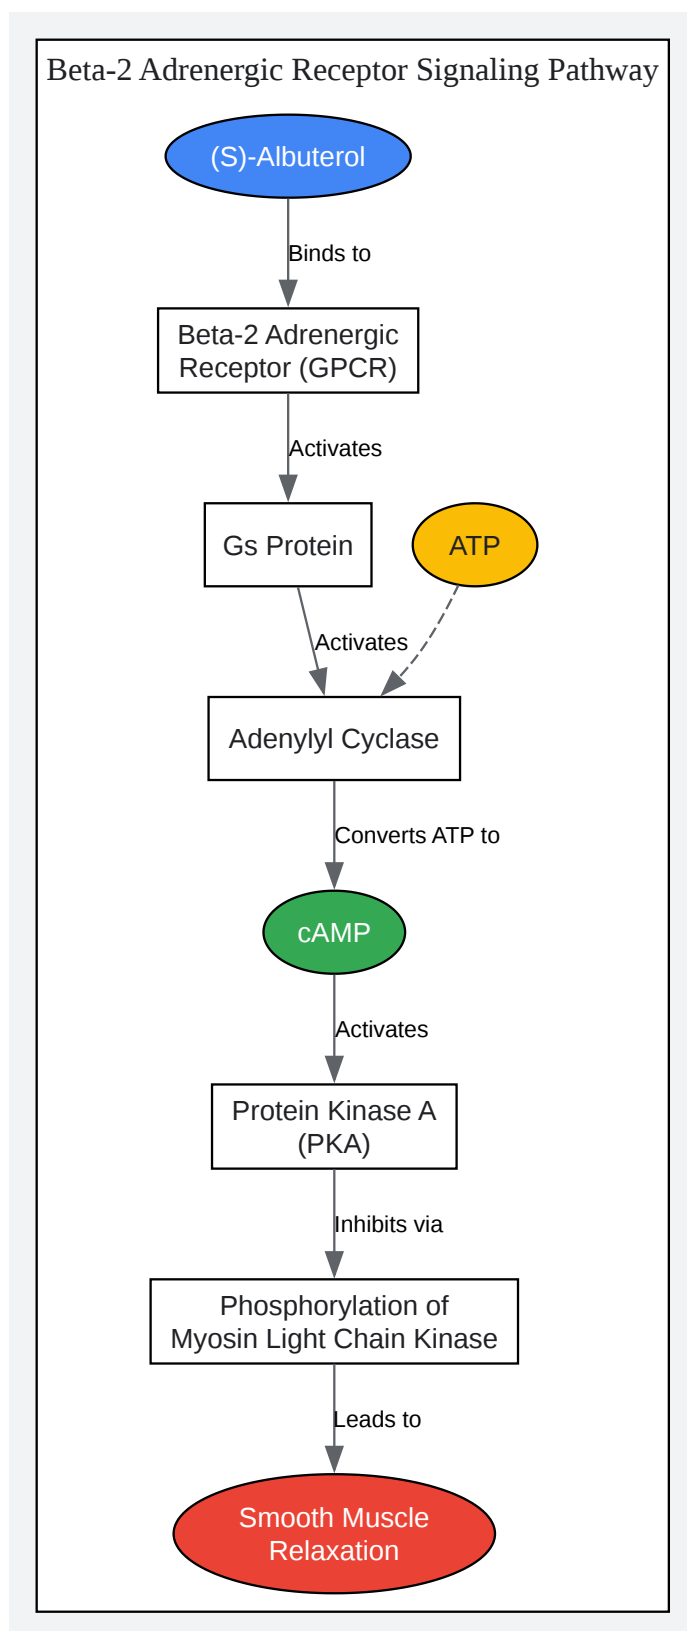 Beta-2 Adrenergic Receptor Signaling Pathway
(S)-Albuterol
Binds to
Beta-2 Adrenergic
Receptor (GPCR)
Activates
Gs Protein
ATP
Activates
Adenylyl Cyclase
Converts ATP to
cAMP
Activates
Protein Kinase A
(PKA)
Inhibits via
Phosphorylation of
Myosin Light Chain Kinase
Leads to
Smooth Muscle
Relaxation